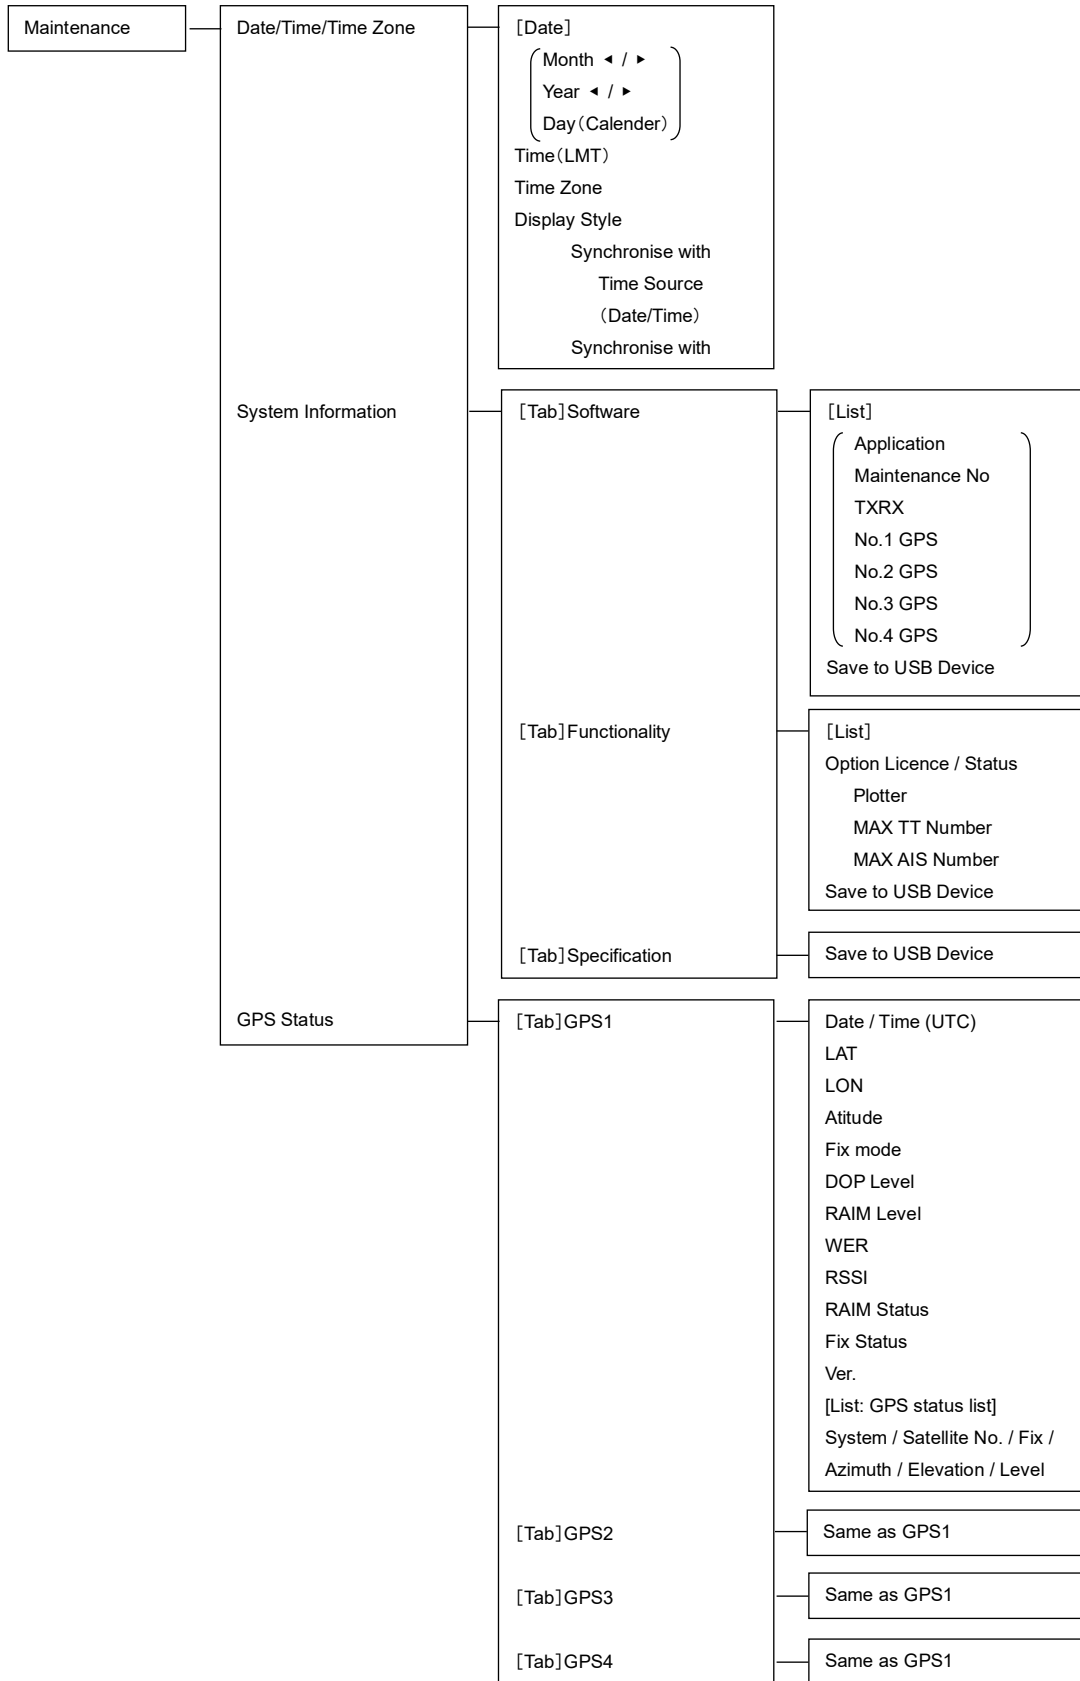 Maintenance
Date/Time/Time Zone
[Date]
Month ◄ / ►
Year ◄ / ►
Day(Calender)
Time(LMT)
Time Zone
Display Style
Synchronise with
Time Source
(Date/Time)
Synchronise with
System Information
[Tab]Software
[List]
Application
Maintenance No
TXRX
No.1 GPS
No.2 GPS
No.3 GPS
No.4 GPS
Save to USB Device
[Tab]Functionality
[List]
Option Licence / Status
Plotter
MAX TT Number
MAX AIS Number
Save to USB Device
[Tab]Specification
Save to USB Device
GPS Status
[Tab]GPS1
Date / Time (UTC)
LAT
LON
Atitude
Fix mode
DOP Level
RAIM Level
WER
RSSI
RAIM Status
Fix Status
Ver.
[List: GPS status list]
System / Satellite No. / Fix /
Azimuth / Elevation / Level
[Tab]GPS2
Same as GPS1
[Tab]GPS3
Same as GPS1
[Tab]GPS4
Same as GPS1